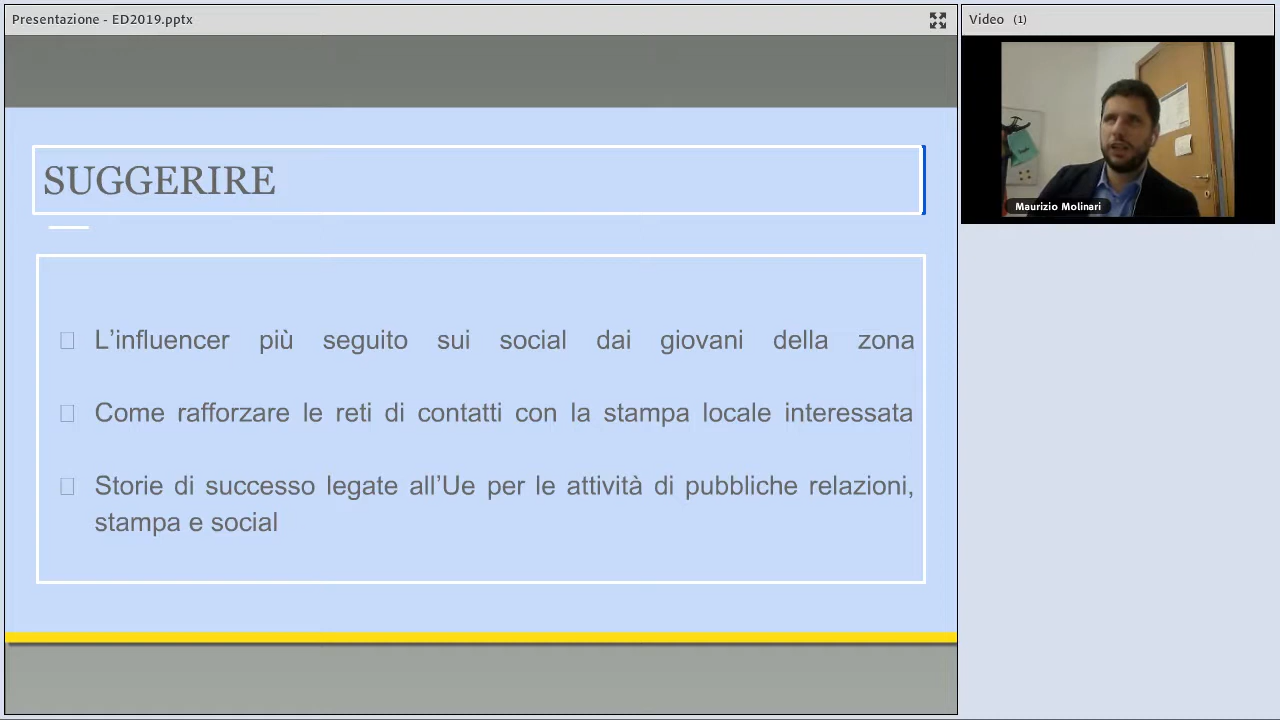 Presentazione - ED2019.pptx
Video (1)
Maurizio Molinari
SUGGERIRE
L’influencer più seguito sui social dai giovani della zona
Come rafforzare le reti di contatti con la stampa locale interessata
Storie di successo legate all’Ue per le attività di pubbliche relazioni,
stampa e social